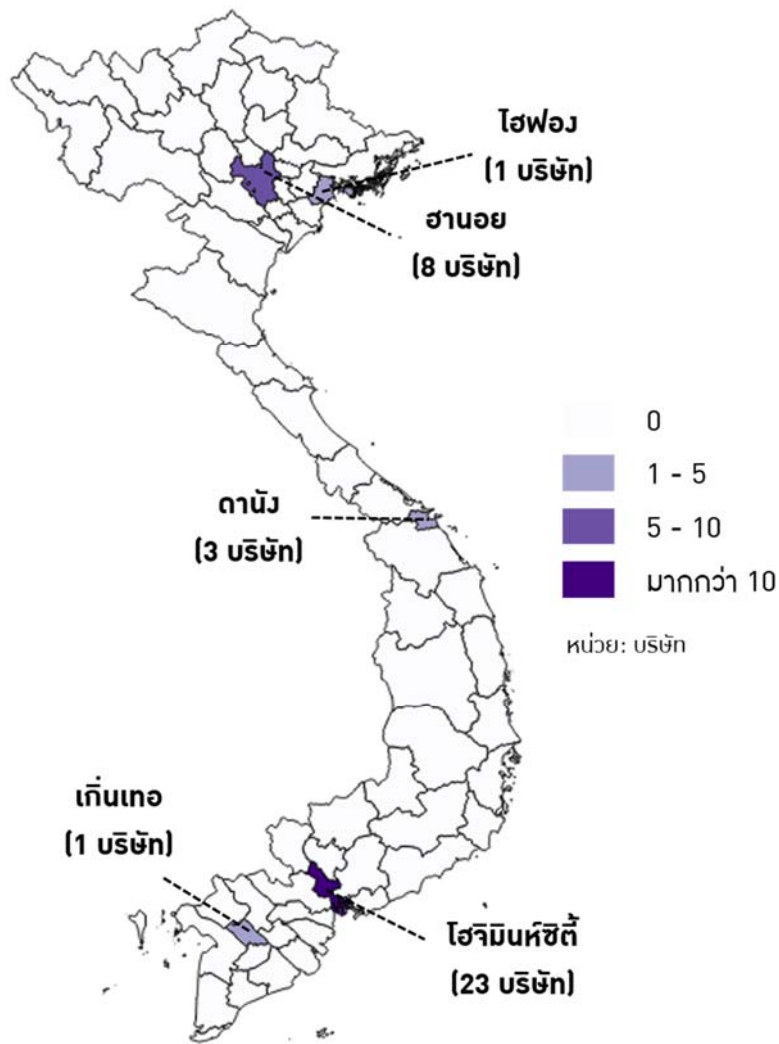 ไฮฟอง
(1 บริษัท)
ฮานอย
(8 บริษัท)
0
1 - 5
5 - 10
มากกว่า 10
หน่วย: บริษัท
ดานัง
(3 บริษัท)
เกิ่นเทอ
(1 บริษัท)
โฮจิมินห์ซิตี้
(23 บริษัท)